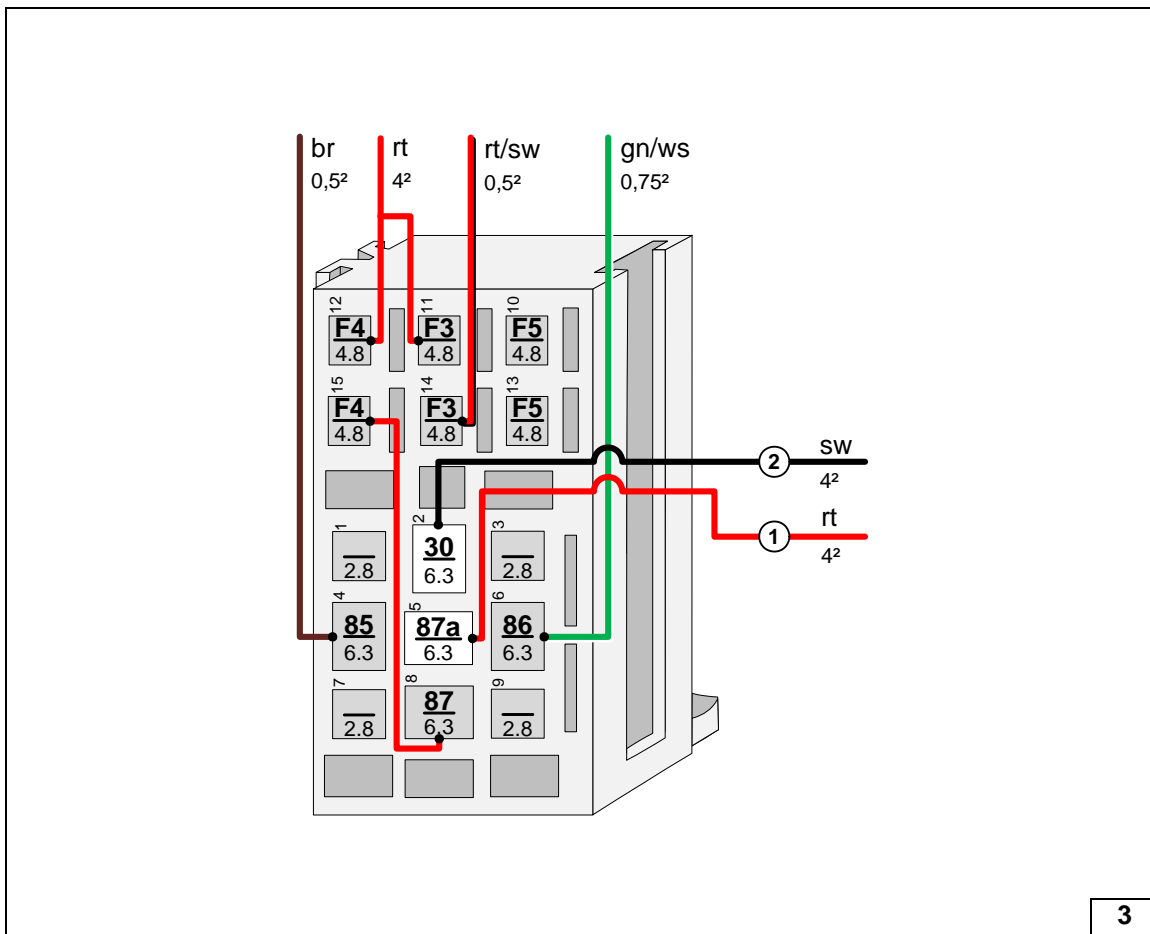 br rt rt/sw gn/ws
0,5² 4² 0,5² 0,75²
12 11 10
F4 F3 F5
4.8 4.8 4.8
15 14 13
F4 F3 F5
4.8 4.8 4.8
2 sw
4²
1 rt
4²
1 2 3
30
2.8 6.3 2.8
4 5 6
85 87a 86
6.3 6.3 6.3
7 8 9
87
2.8 6.3 2.8
3